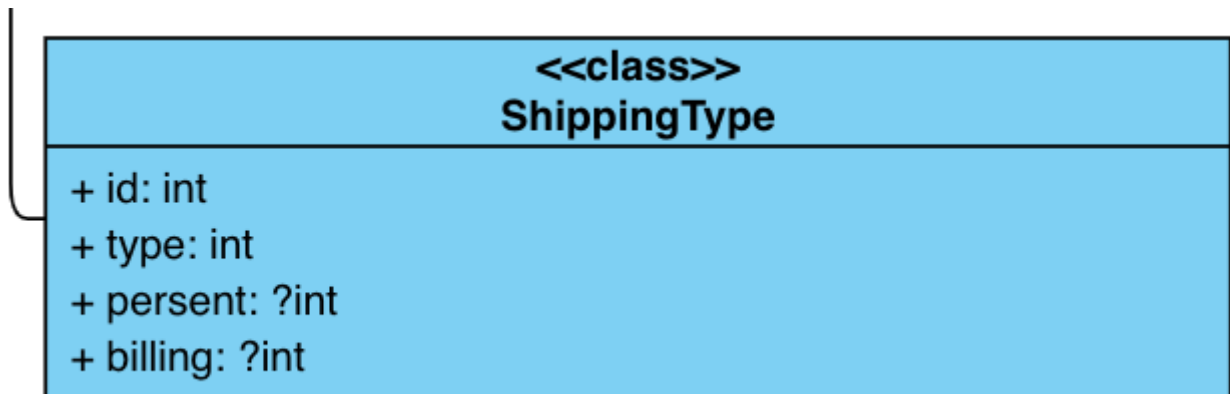 <<class>>
ShippingType
+ id: int
+ type: int
+ persent: ?int
+ billing: ?int